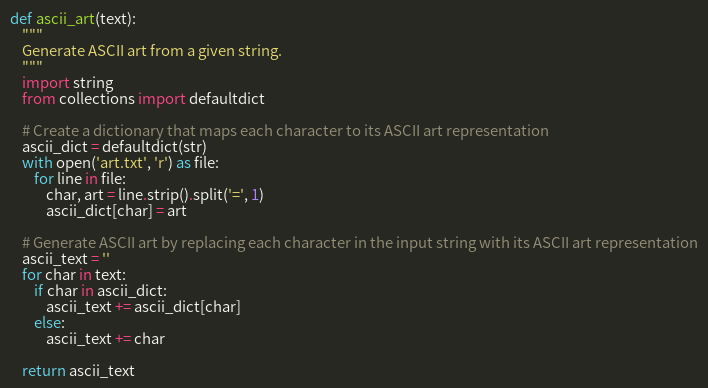 def ascii_art(text):
    """
    Generate ASCII art from a given string.
    """
    import string
    from collections import defaultdict

    # Create a dictionary that maps each character to its ASCII art representation
    ascii_dict = defaultdict(str)
    with open('art.txt', 'r') as file:
        for line in file:
            char, art = line.strip().split('=', 1)
            ascii_dict[char] = art

    # Generate ASCII art by replacing each character in the input string with its ASCII art representation
    ascii_text = ''
    for char in text:
        if char in ascii_dict:
            ascii_text += ascii_dict[char]
        else:
            ascii_text += char

    return ascii_text